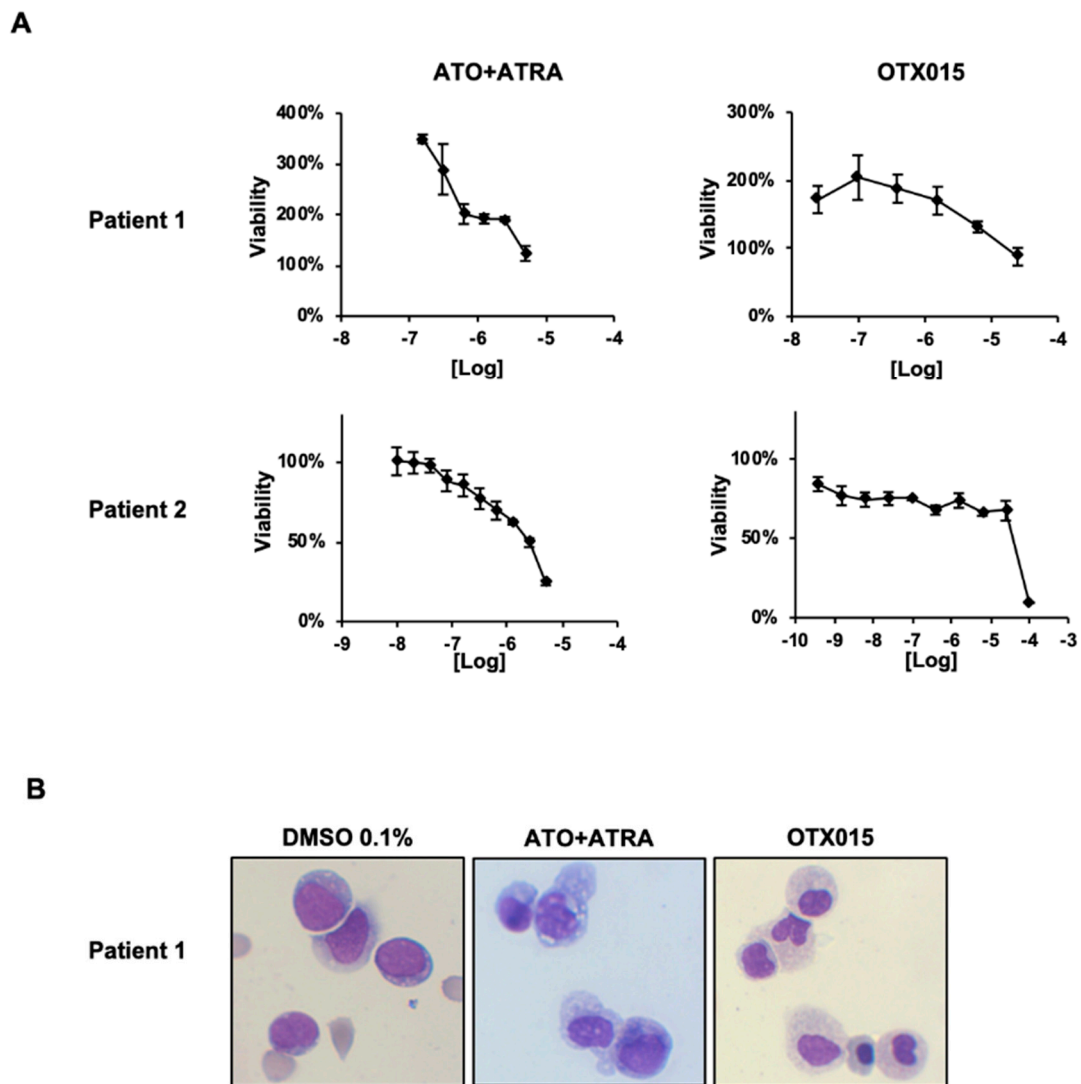 A
ATO+ATRA
OTX015
Patient 1
Viability
400%
300%
200%
100%
0%
-8 -7 -6 -5 -4
[Log]
Viability
300%
200%
100%
0%
-8 -7 -6 -5 -4
[Log]
Patient 2
Viability
100%
50%
0%
-9 -8 -7 -6 -5 -4
[Log]
Viability
100%
50%
0%
-10 -9 -8 -7 -6 -5 -4 -3
[Log]
B
DMSO 0.1%
ATO+ATRA
OTX015
Patient 1